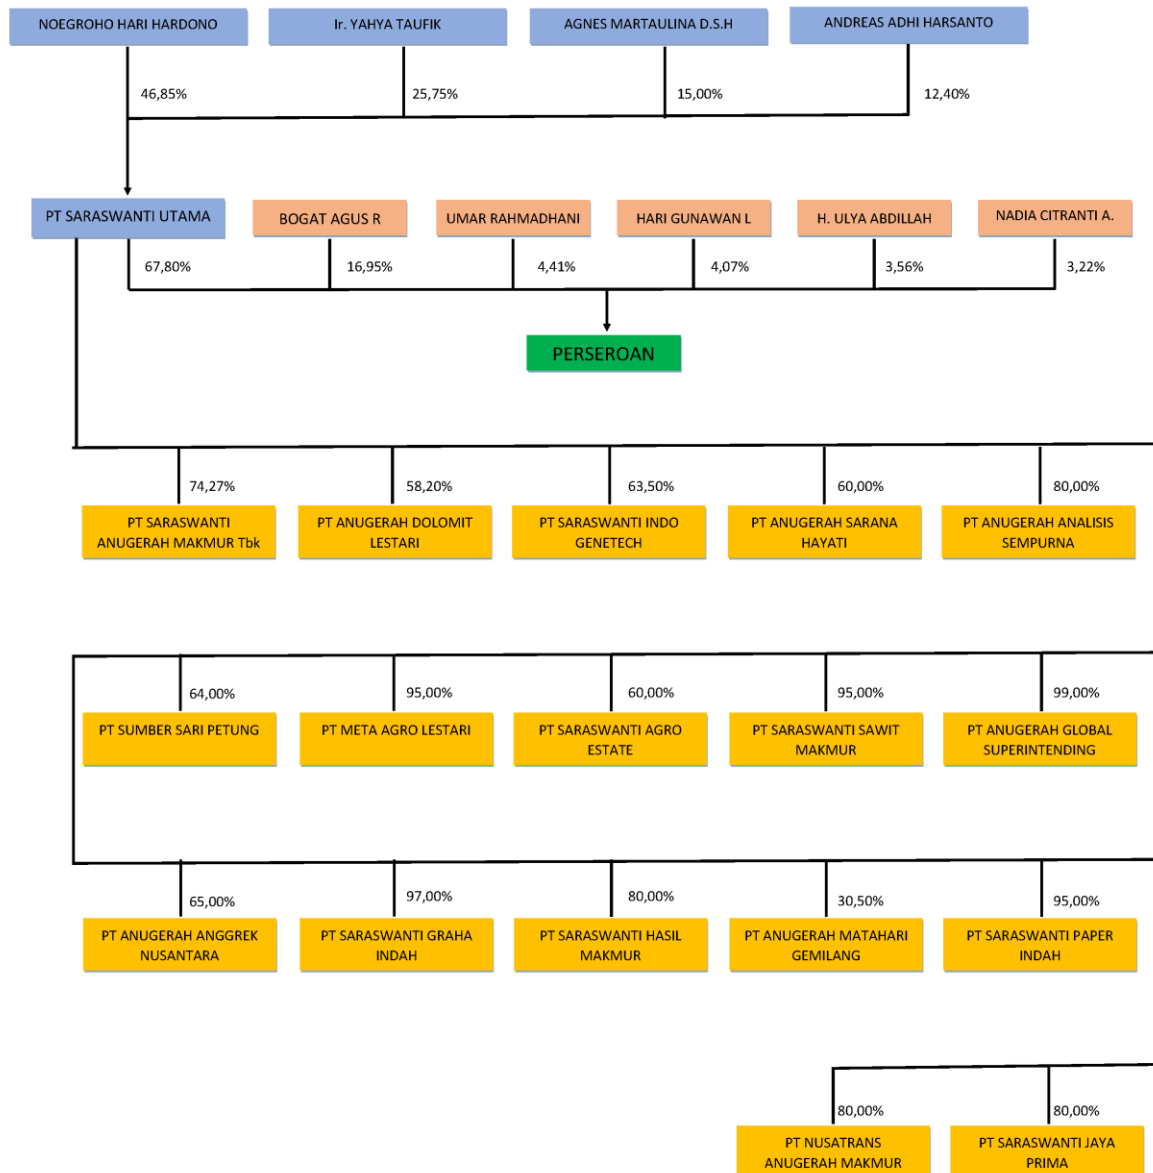 NOEGROHO HARI HARDONO
Ir. YAHYA TAUFIK
AGNES MARTAULINA D.S.H
ANDREAS ADHI HARSANTO
46,85%
25,75%
15,00%
12,40%
PT SARASWANTI UTAMA
BOGAT AGUS R
UMAR RAHMADHANI
HARI GUNAWAN L
H. ULYA ABDILLAH
NADIA CITRANTI A.
67,80%
16,95%
4,41%
4,07%
3,56%
3,22%
PERSEROAN
74,27%
58,20%
63,50%
60,00%
80,00%
PT SARASWANTI
ANUGERAH MAKMUR Tbk
PT ANUGERAH DOLOMIT
LESTARI
PT SARASWANTI INDO
GENETECH
PT ANUGERAH SARANA
HAYATI
PT ANUGERAH ANALISIS
SEMPURNA
64,00%
95,00%
60,00%
95,00%
99,00%
PT SUMBER SARI PETUNG
PT META AGRO LESTARI
PT SARASWANTI AGRO
ESTATE
PT SARASWANTI SAWIT
MAKMUR
PT ANUGERAH GLOBAL
SUPERINTENDING
65,00%
97,00%
80,00%
30,50%
95,00%
PT ANUGERAH ANGGREK
NUSANTARA
PT SARASWANTI GRAHA
INDAH
PT SARASWANTI HASIL
MAKMUR
PT ANUGERAH MATAHARI
GEMILANG
PT SARASWANTI PAPER
INDAH
80,00%
80,00%
PT NUSATRANS
ANUGERAH MAKMUR
PT SARASWANTI JAYA
PRIMA